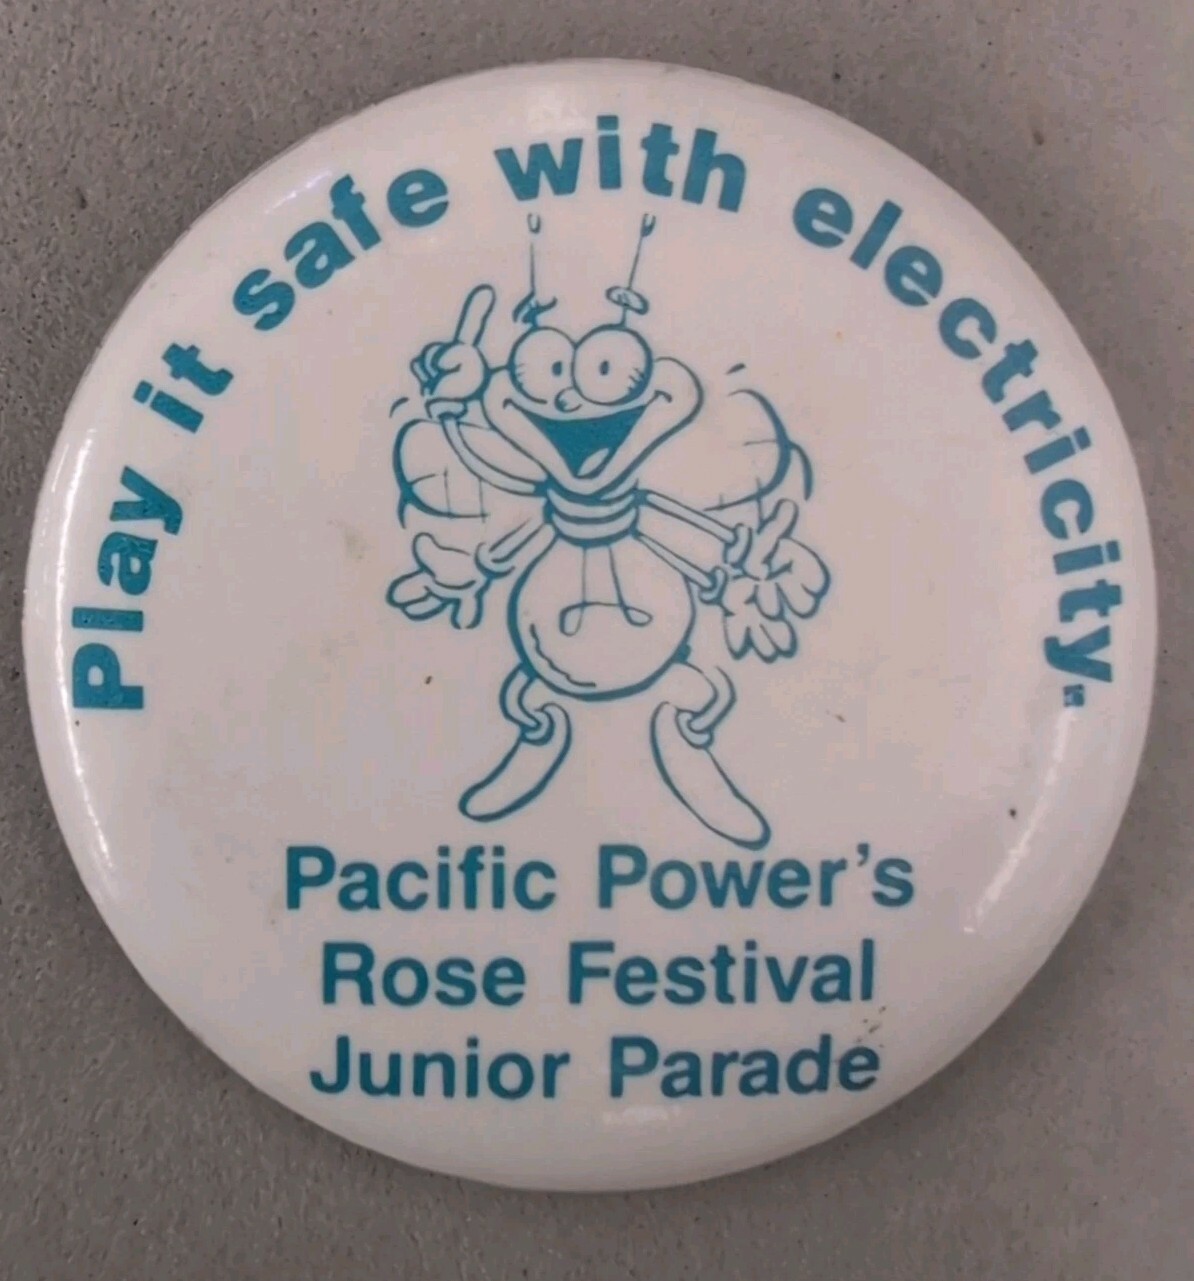 Play it safe with electricity.
Pacific Power's
Rose Festival
Junior Parade